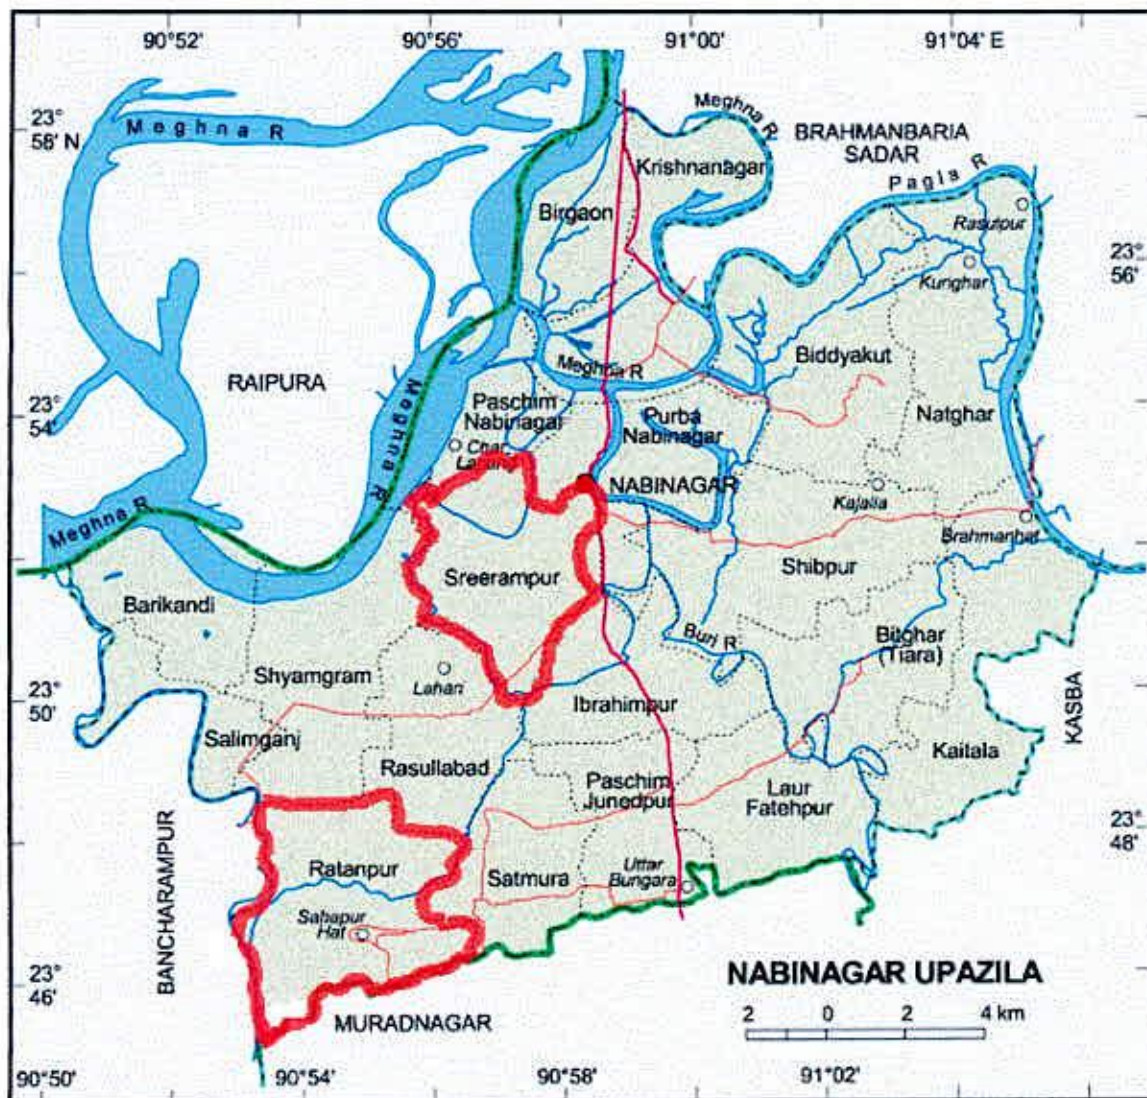 90°52'
90°56'
91°00'
91°04' E
23°
58' N
Meghna R
Meghna R
BRAHMANBARIA
SADAR
Krishnanagar
Pagla R
Birgaon
Rasulpur
23°
56'
Kunghar
Meghna R
Biddyakut
RAIPURA
Meghna R
Paschim
Nabinagar
Purba
Nabinagar
Natghar
23°
54'
Char
NABINAGAR
Kajalia
Meghna R
Brahmanhat
Sreerampur
Shibpur
Barikandi
Buri R
Bitghar
(Tiara)
Shyamgram
Lahari
23°
50'
Ibrahimpur
KASBA
Salimganj
Kaitala
Rasullabad
Paschim
Junedpur
Laur
Fatehpur
BANCHARAMPUR
23°
48'
Ratanpur
Satmura
Uttar
Bungara
Sahapur
Hat
23°
46'
NABINAGAR UPAZILA
2 0 2 4 km
MURADNAGAR
90°50'
90°54'
90°58'
91°02'